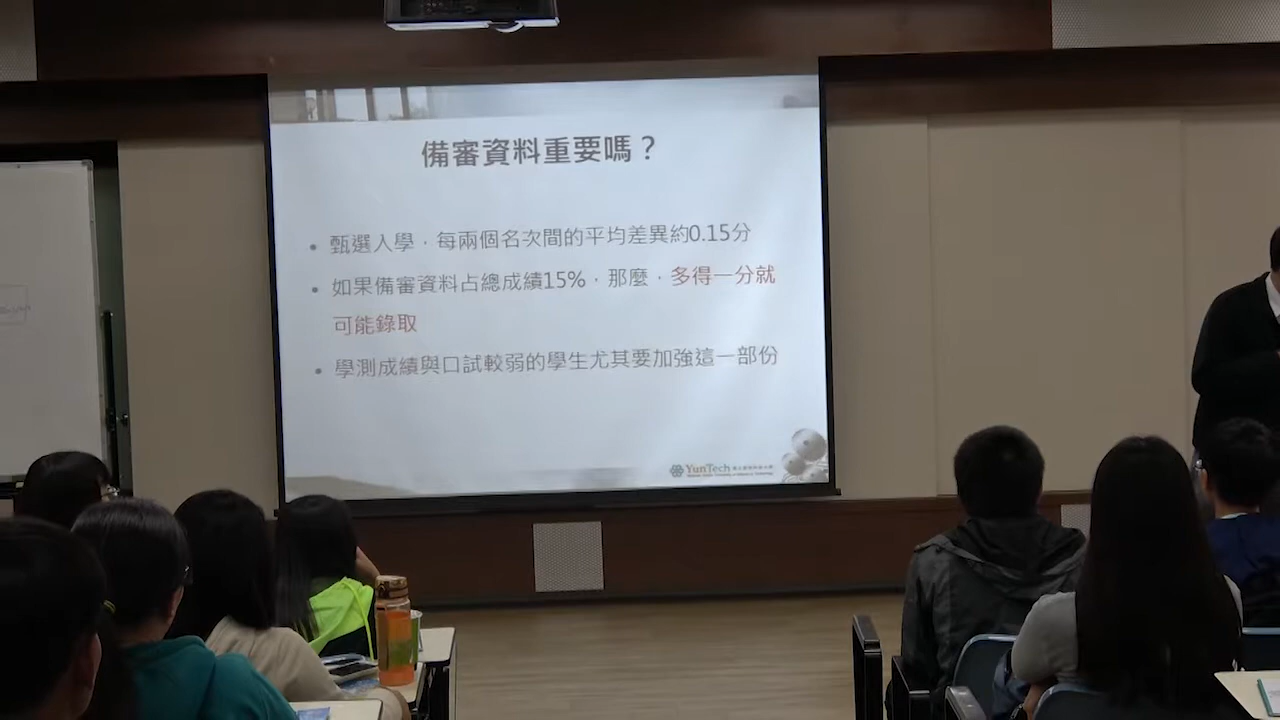 備審資料重要嗎？
• 甄選入學，每兩個名次間的平均差異約0.15分
• 如果備審資料占總成績15%，那麼，多得一分就
可能錄取
• 學測成績與口試較弱的學生尤其要加強這一部份
YunTech